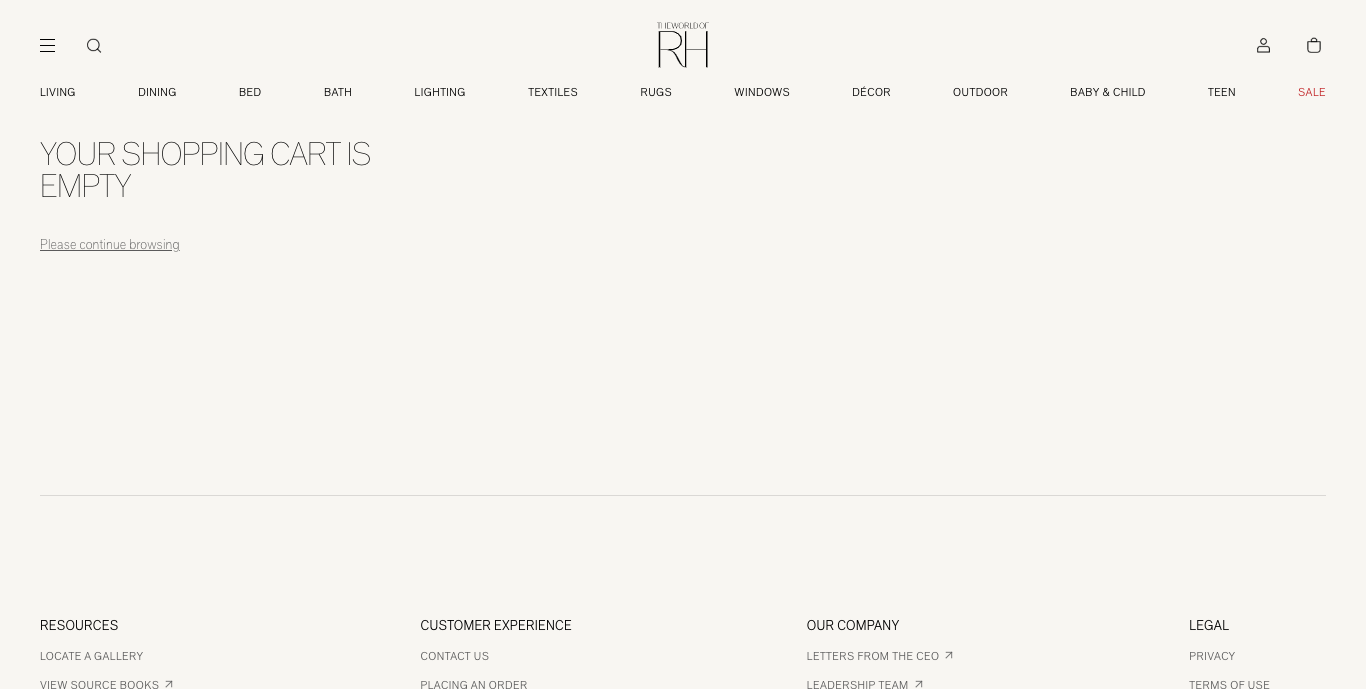 THE WORLD OF
RH
LIVING DINING BED BATH LIGHTING TEXTILES RUGS WINDOWS DÉCOR OUTDOOR BABY & CHILD TEEN SALE
YOUR SHOPPING CART IS
EMPTY
Please continue browsing
RESOURCES CUSTOMER EXPERIENCE OUR COMPANY LEGAL
LOCATE A GALLERY CONTACT US LETTERS FROM THE CEO PRIVACY
VIEW SOURCE BOOKS PLACING AN ORDER LEADERSHIP TEAM TERMS OF USE